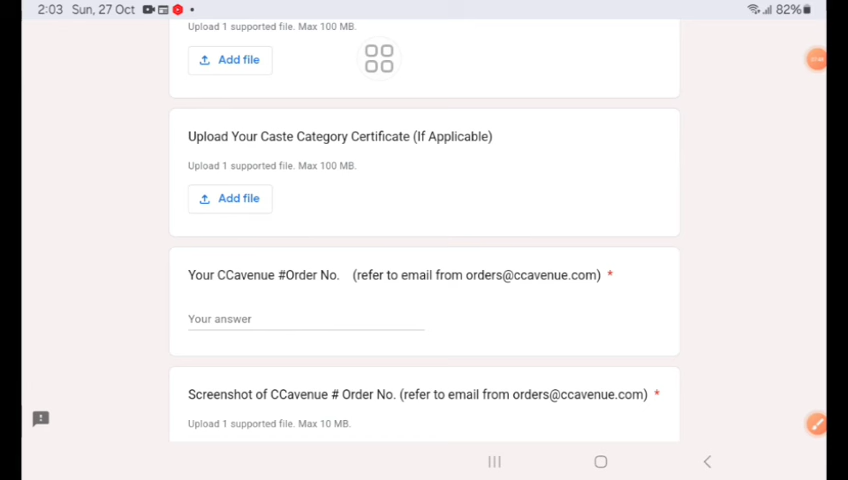 2:03 Sun, 27 Oct
82%
Upload 1 supported file. Max 100 MB.
Add file
Upload Your Caste Category Certificate (If Applicable)
Upload 1 supported file. Max 100 MB.
Add file
Your CCavenue #Order No. (refer to email from orders@ccavenue.com) *
Your answer
Screenshot of CCavenue # Order No. (refer to email from orders@ccavenue.com) *
Upload 1 supported file. Max 10 MB.